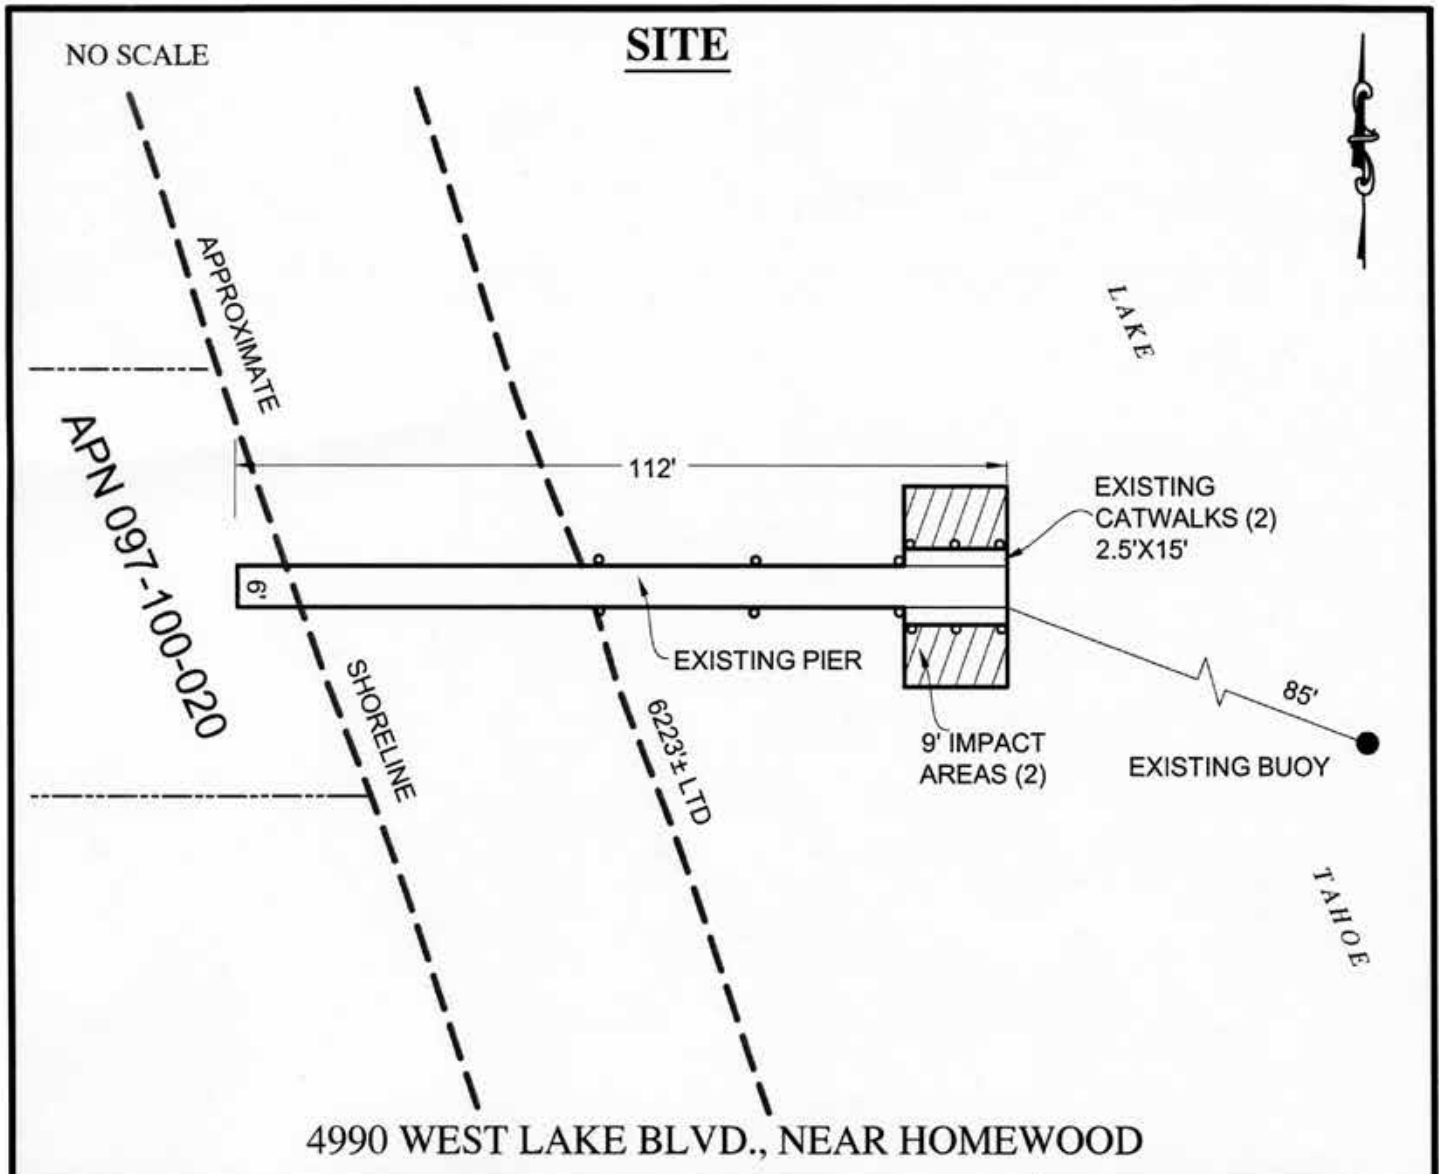 SITE
NO SCALE
LAKE
APPROXIMATE
APN 097-100-020
112'
EXISTING
CATWALKS (2)
2.5'X15'
6'
EXISTING PIER
SHORELINE
6223'± LTD
85'
9' IMPACT
AREAS (2)
EXISTING BUOY
TAHOE
4990 WEST LAKE BLVD., NEAR HOMEWOOD